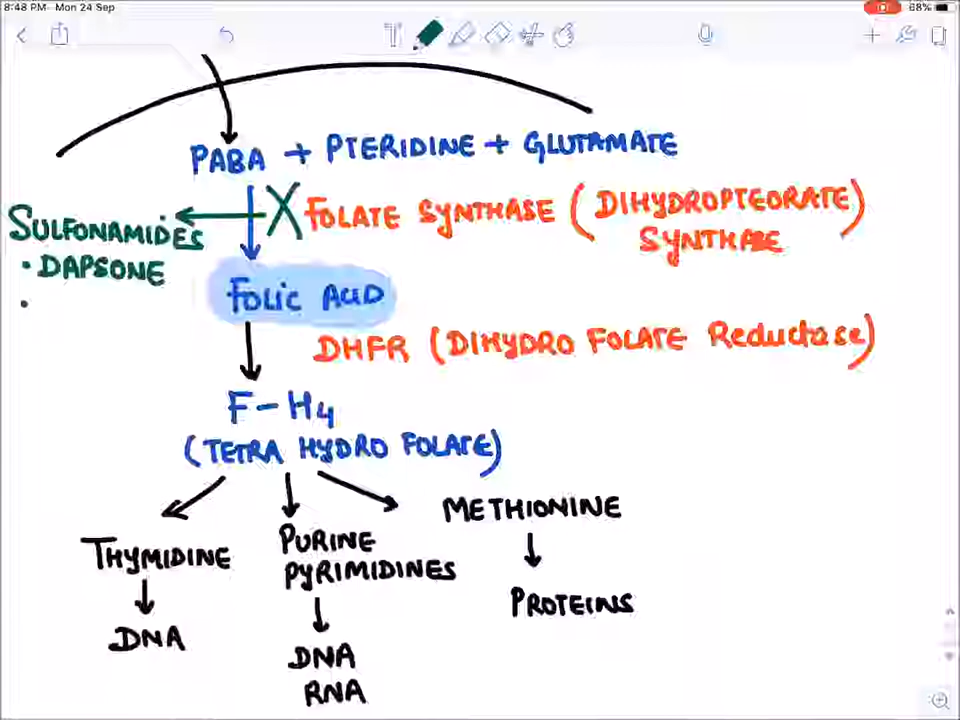 8:48 PM Mon 24 Sep
68%
PABA + PTERIDINE + GLUTAMATE
SULFONAMIDES
FOLATE SYNTHASE (DIHYDROPTEORATE)
SYNTHASE
• DAPSONE
•
FOLIC ACID
DHFR (DIHYDRO FOLATE Reductase)
F-H4
(TETRA HYDRO FOLATE)
METHIONINE
THYMIDINE
PURINE
PYRIMIDINES
PROTEINS
DNA
DNA
RNA